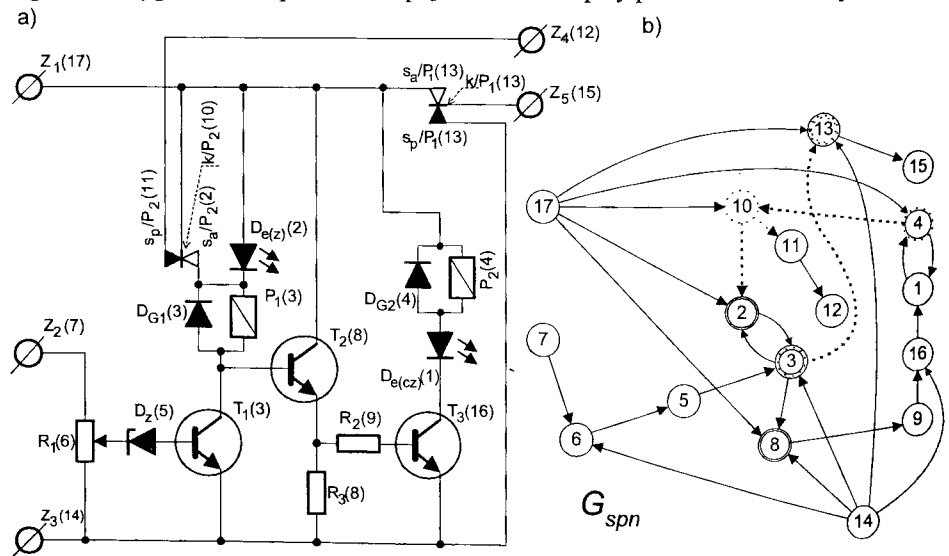 a)
b)
Z4(12)
Z1(17)
sa/P1(13)
k/P1(13)
Z5(15)
sp/P1(13)
sp/P2(11)
k/P2(10)
sa/P2(2)
De(z)(2)
P1(3)
DG1(3)
P2(4)
DG2(4)
De(cz)(1)
T2(8)
Z2(7)
Dz(5)
T1(3)
R2(9)
T3(16)
R1(6)
R3(8)
Z3(14)
13
15
17
10
4
11
1
12
2
7
3
16
5
9
6
8
14
Gspn